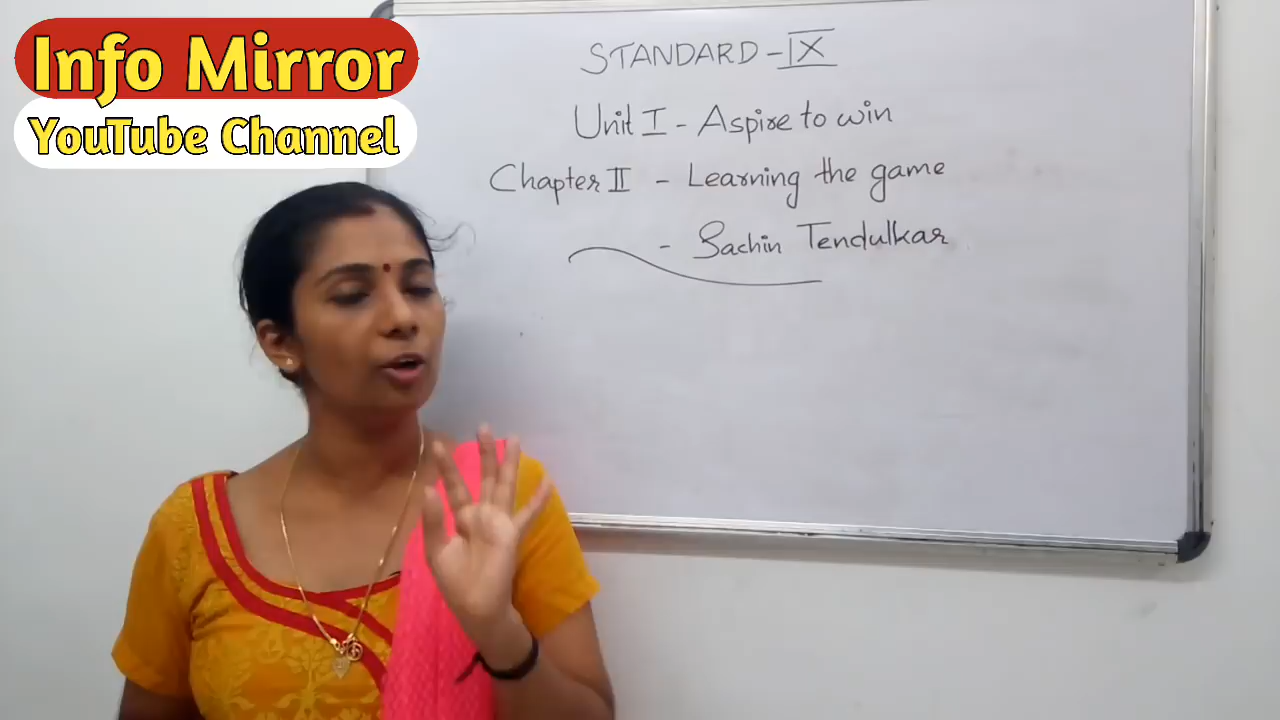 Info Mirror
YouTube Channel
STANDARD - IX
Unit I - Aspire to win
Chapter II - Learning the game
- Sachin Tendulkar